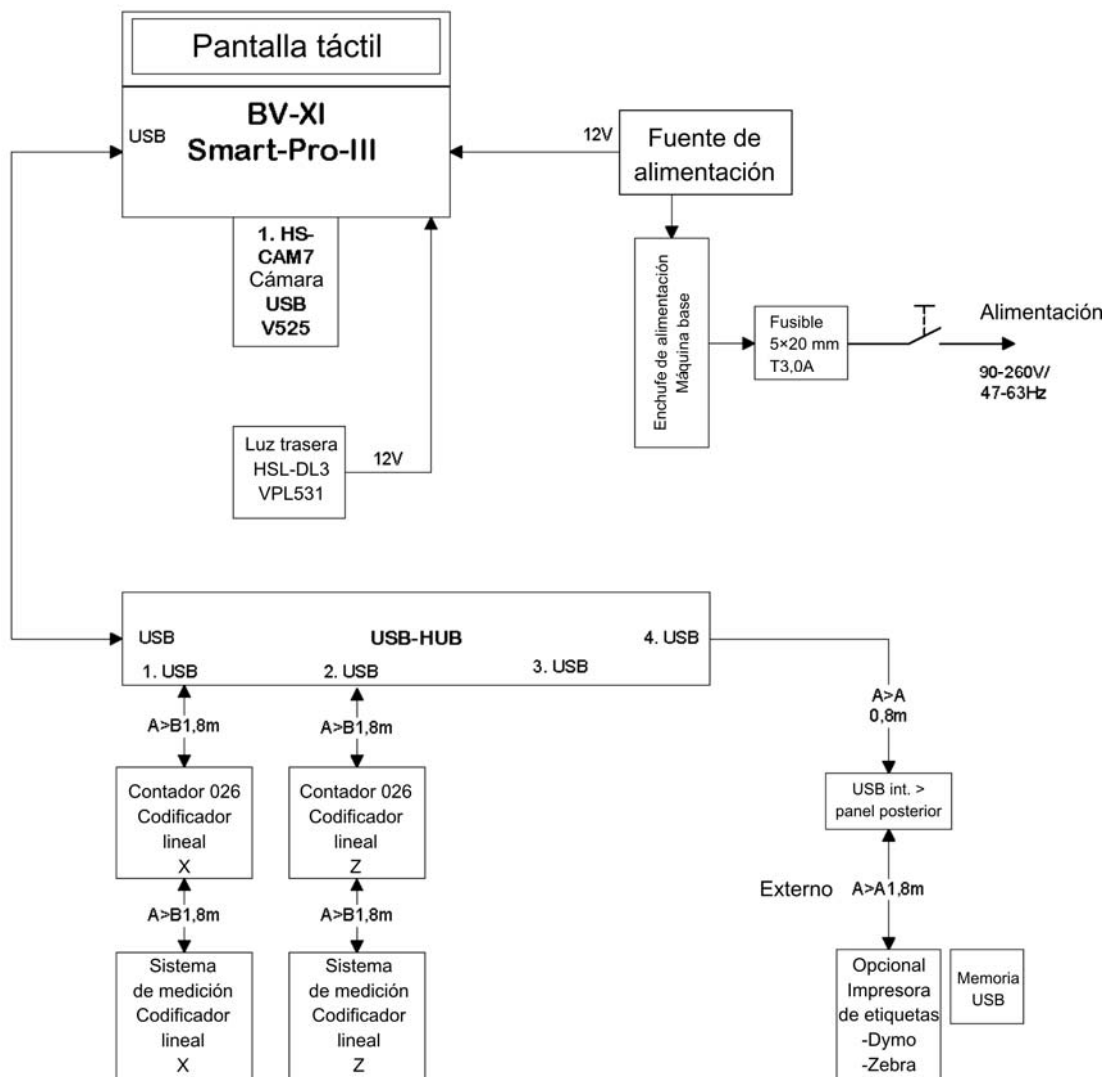 Pantalla táctil
BV-XI
Smart-Pro-III
USB
12V
Fuente de
alimentación
1. HS-
CAM7
Cámara
USB
V525
Enchufe de alimentación
Máquina base
Fusible
5×20 mm
T3,0A
Alimentación
90-260V/
47-63Hz
Luz trasera
HSL-DL3
VPL531
12V
USB
USB-HUB
4. USB
1. USB
2. USB
3. USB
A>B1,8m
A>B1,8m
A>A
0,8m
Contador 026
Codificador
lineal
X
Contador 026
Codificador
lineal
Z
USB int. >
panel posterior
A>B1,8m
A>B1,8m
Externo
A>A1,8m
Sistema
de medición
Codificador
lineal
X
Sistema
de medición
Codificador
lineal
Z
Opcional
Impresora
de etiquetas
-Dymo
-Zebra
Memoria
USB